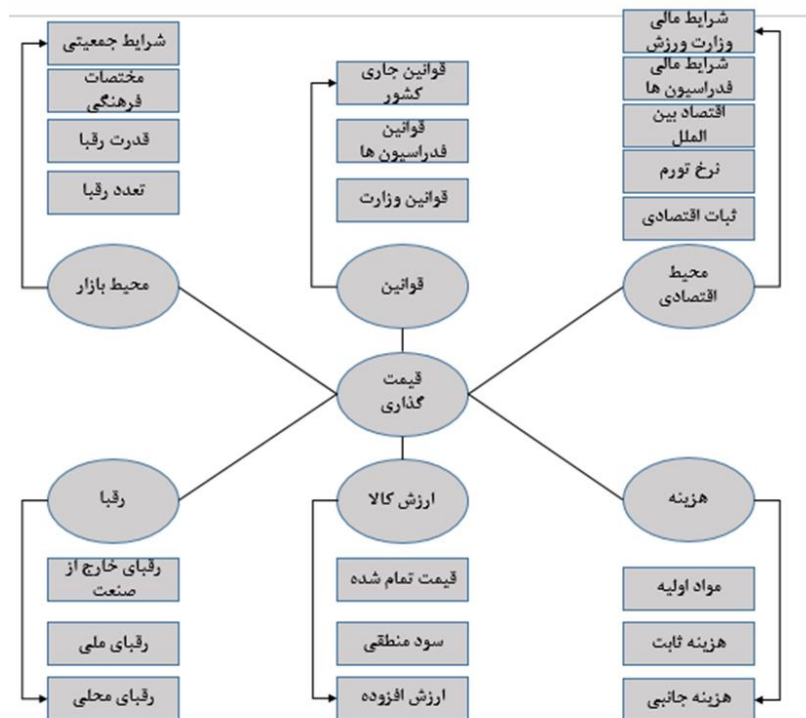 شرایط مالی
وزارت ورزش
شرایط مالی
فدراسیون ها
اقتصاد بین
الملل
نرخ تورم
ثبات اقتصادی
محیط
اقتصادی
قوانین جاری
کشور
قوانین
فدراسیون ها
قوانین وزارت
قوانین
شرایط جمعیتی
مختصات
فرهنگی
قدرت رقبا
تعدد رقبا
محیط بازار
قیمت
گذاری
هزینه
مواد اولیه
هزینه ثابت
هزینه جانبی
ارزش کالا
قیمت تمام شده
سود منطقی
ارزش افزوده
رقبا
رقبای خارج از
صنعت
رقبای ملی
رقبای محلی